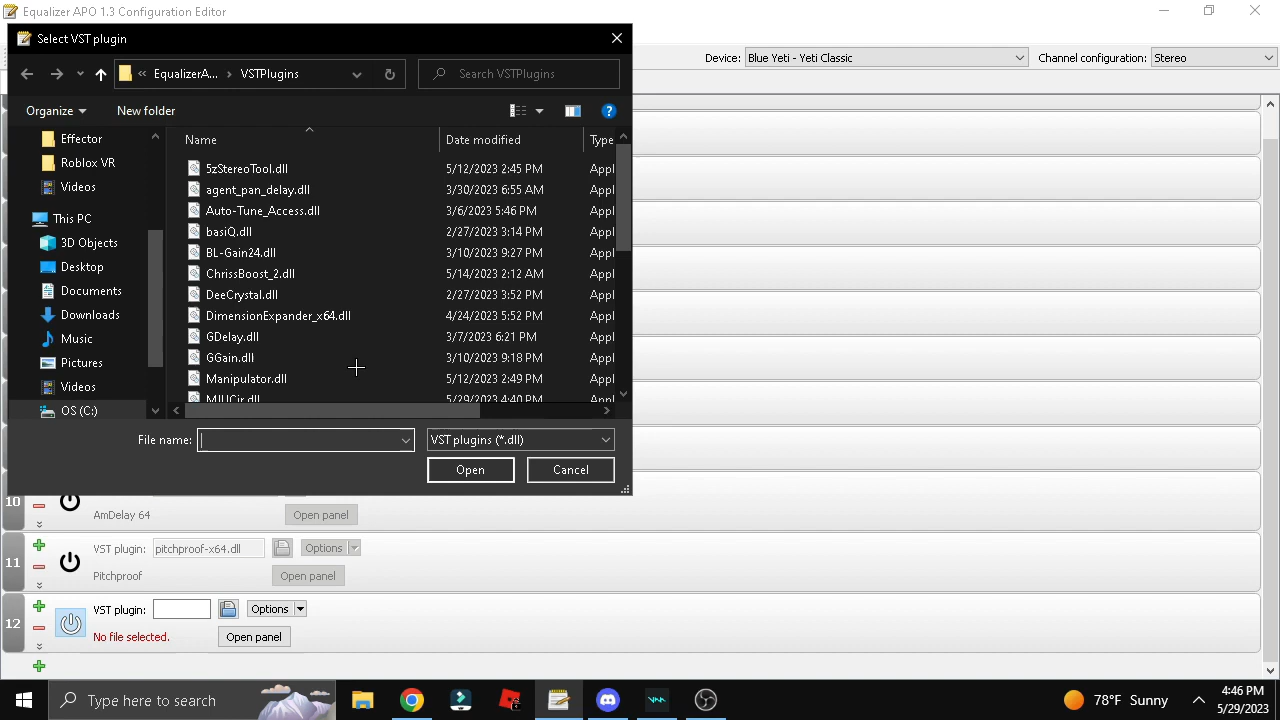 Equalizer APO 1.3 Configuration Editor
Select VST plugin
« EqualizerA... › VSTPlugins
Search VSTPlugins
Device: Blue Yeti - Yeti Classic
Channel configuration: Stereo
Organize
New folder
Effector
Roblox VR
Videos
This PC
3D Objects
Desktop
Documents
Downloads
Music
Pictures
Videos
OS (C:)
Name Date modified Type
5zStereoTool.dll 5/12/2023 2:45 PM Appl
agent_pan_delay.dll 3/30/2023 6:55 AM Appl
Auto-Tune_Access.dll 3/6/2023 5:46 PM Appl
basiQ.dll 2/27/2023 3:14 PM Appl
BL-Gain24.dll 3/10/2023 9:27 PM Appl
ChrissBoost_2.dll 5/14/2023 2:12 AM Appl
DeeCrystal.dll 2/27/2023 3:52 PM Appl
DimensionExpander_x64.dll 4/24/2023 5:52 PM Appl
GDelay.dll 3/7/2023 6:21 PM Appl
GGain.dll 3/10/2023 9:18 PM Appl
Manipulator.dll 5/12/2023 2:49 PM Appl
MJUCjr.dll 5/29/2023 4:40 PM Appl
File name:
VST plugins (*.dll)
Open
Cancel
10
AmDelay 64
Open panel
11
VST plugin: pitchproof-x64.dll
Options
Pitchproof
Open panel
12
VST plugin:
Options
No file selected.
Open panel
Type here to search
78°F Sunny
4:46 PM
5/29/2023